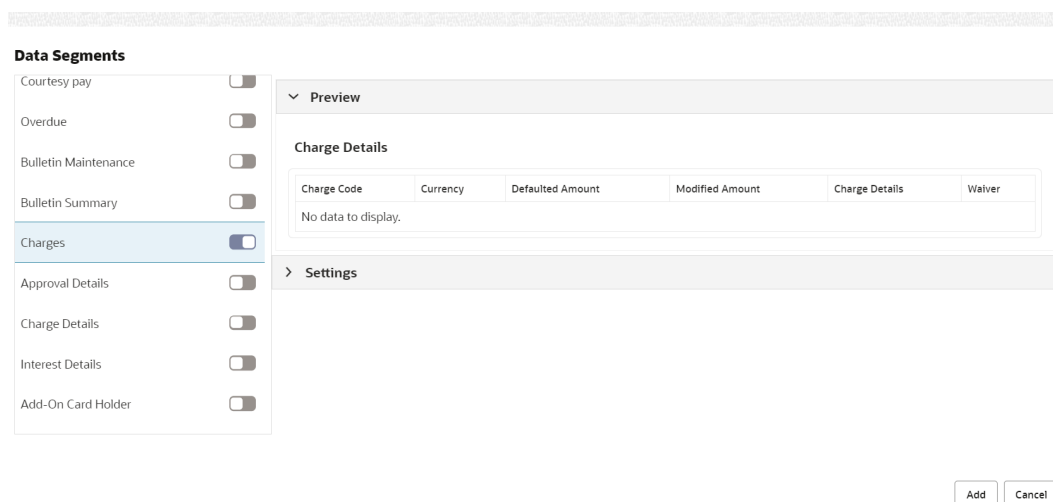 Data Segments
Courtesy pay
Overdue
Bulletin Maintenance
Bulletin Summary
Charges
Approval Details
Charge Details
Interest Details
Add-On Card Holder
Preview
Charge Details
Charge Code Currency Defaulted Amount Modified Amount Charge Details Waiver
No data to display.
Settings
Add Cancel